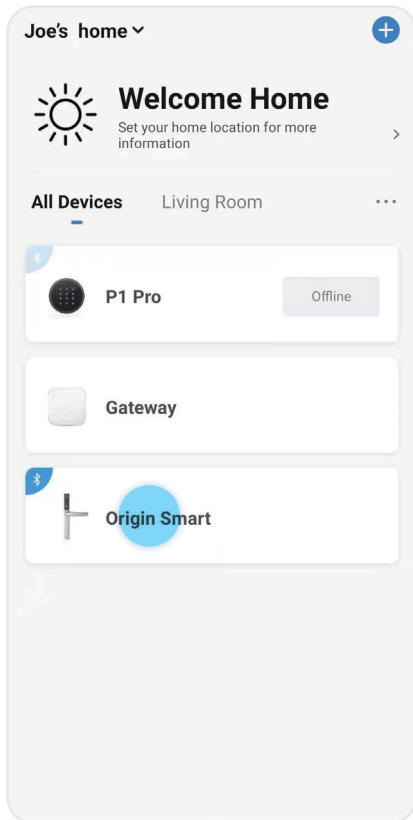 Joe's home
Welcome Home
Set your home location for more
information
All Devices Living Room
P1 Pro Offline
Gateway
Origin Smart